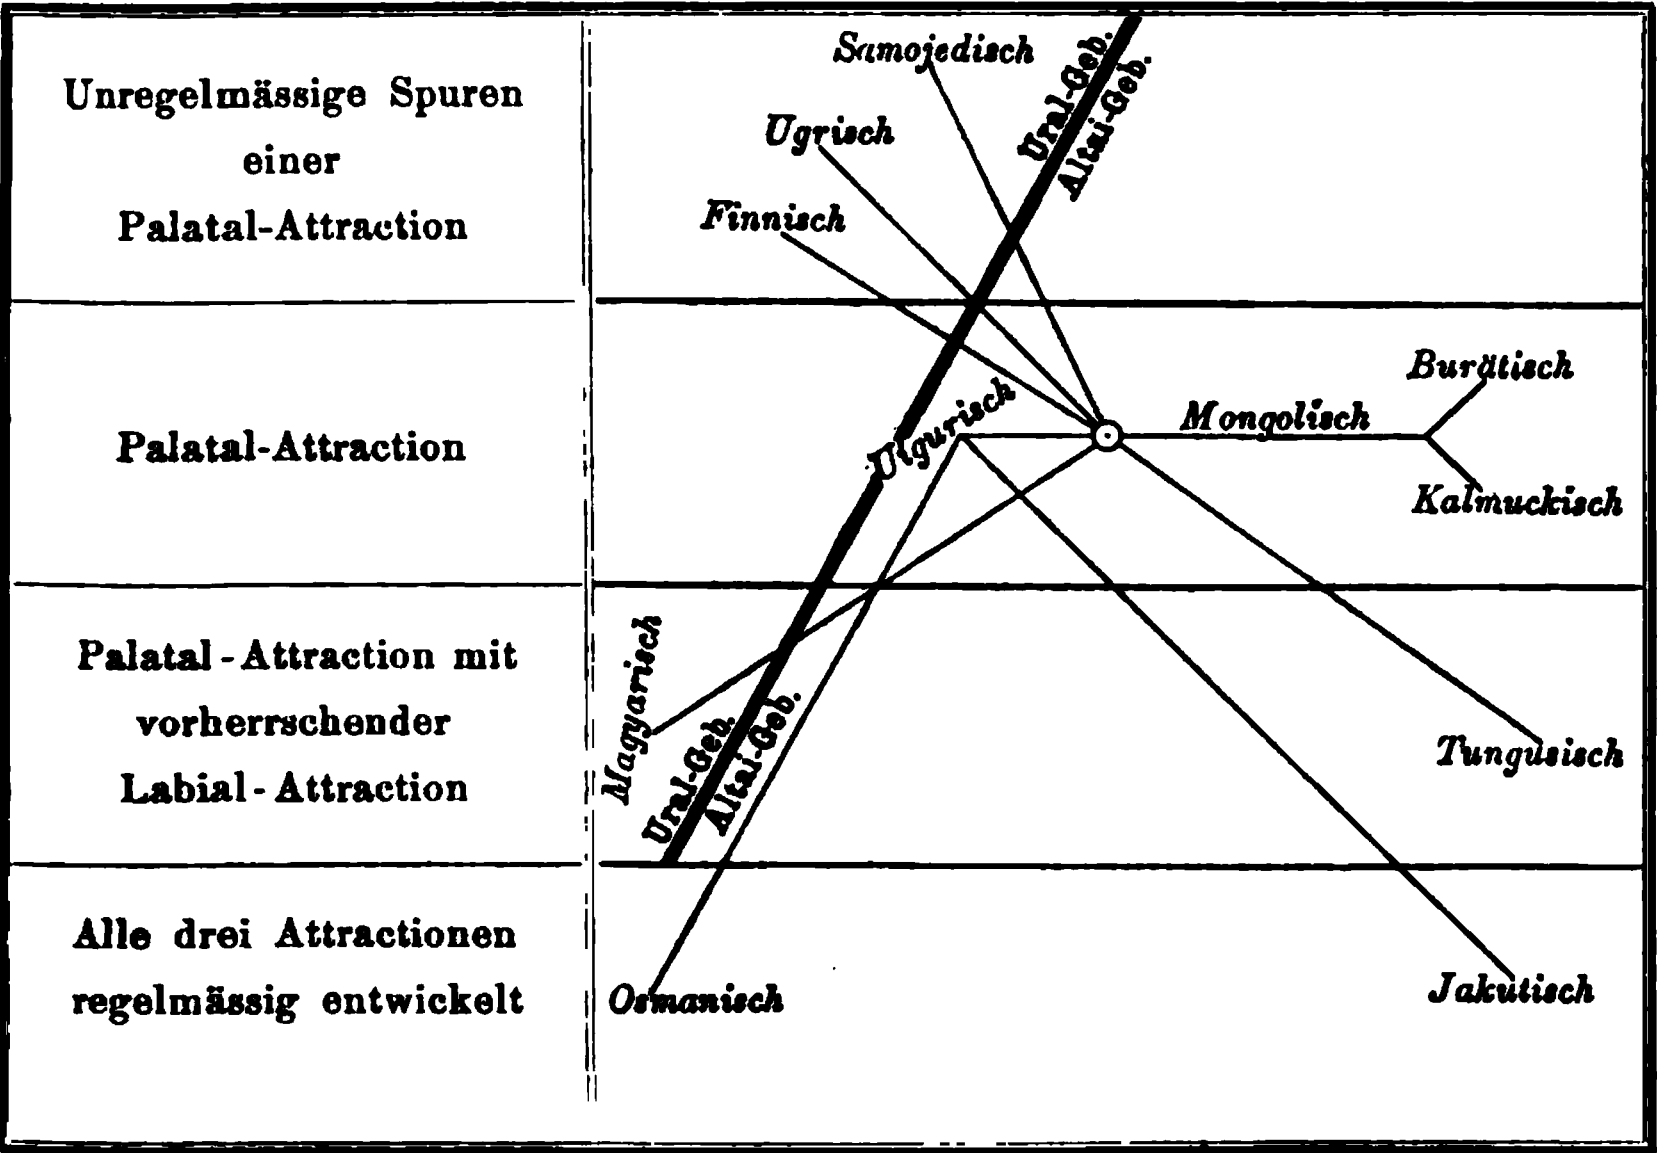 Unregelmässige Spuren
einer
Palatal-Attraction
Samojedisch
Ugrisch
Finnisch
Ural-Geb.
Altai-Geb.
Palatal-Attraction
Uigurisch
Mongolisch
Burätisch
Kalmuckisch
Palatal-Attraction mit
vorherrschender
Labial-Attraction
Magyarisch
Ural-Geb.
Altai-Geb.
Tungusisch
Alle drei Attractionen
regelmässig entwickelt
Osmanisch
Jakutisch